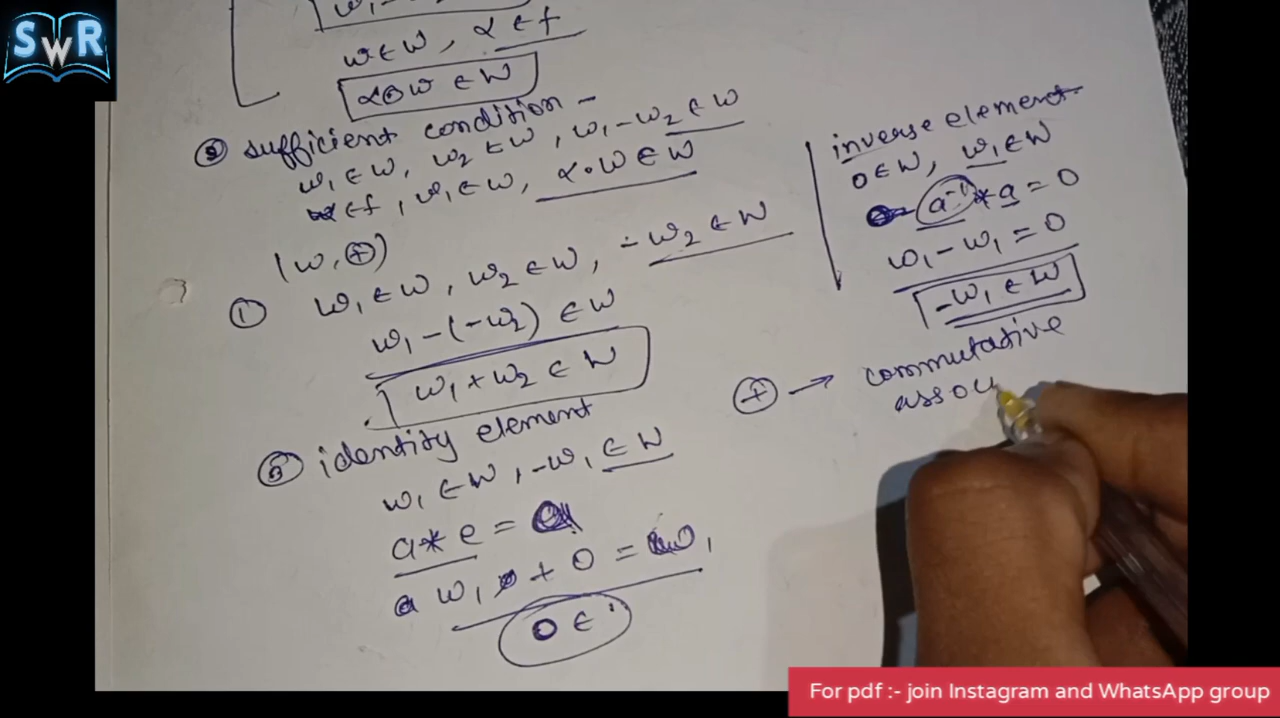 SWR
w ∈ W, α ∈ f
α⊙w ∈ W
② sufficient condition -
w₁ ∈ W, w₂ ∈ W, w₁ - w₂ ∈ W
∈ f, w₁ ∈ W, α·w ∈ W
(W, ⊕)
① w₁ ∈ W, w₂ ∈ W, -w₂ ∈ W
w₁ - (-w₂) ∈ W
w₁ + w₂ ∈ W
identity element
w₁ ∈ W, -w₁ ∈ W
a * e =
w₁ + 0 = w₁
0 ∈
inverse element
0 ∈ W, w₁ ∈ W
a⁻¹ * a = 0
w₁ - w₁ = 0
-w₁ ∈ W
⊕ → commutative
assoc
For pdf :- join Instagram and WhatsApp group